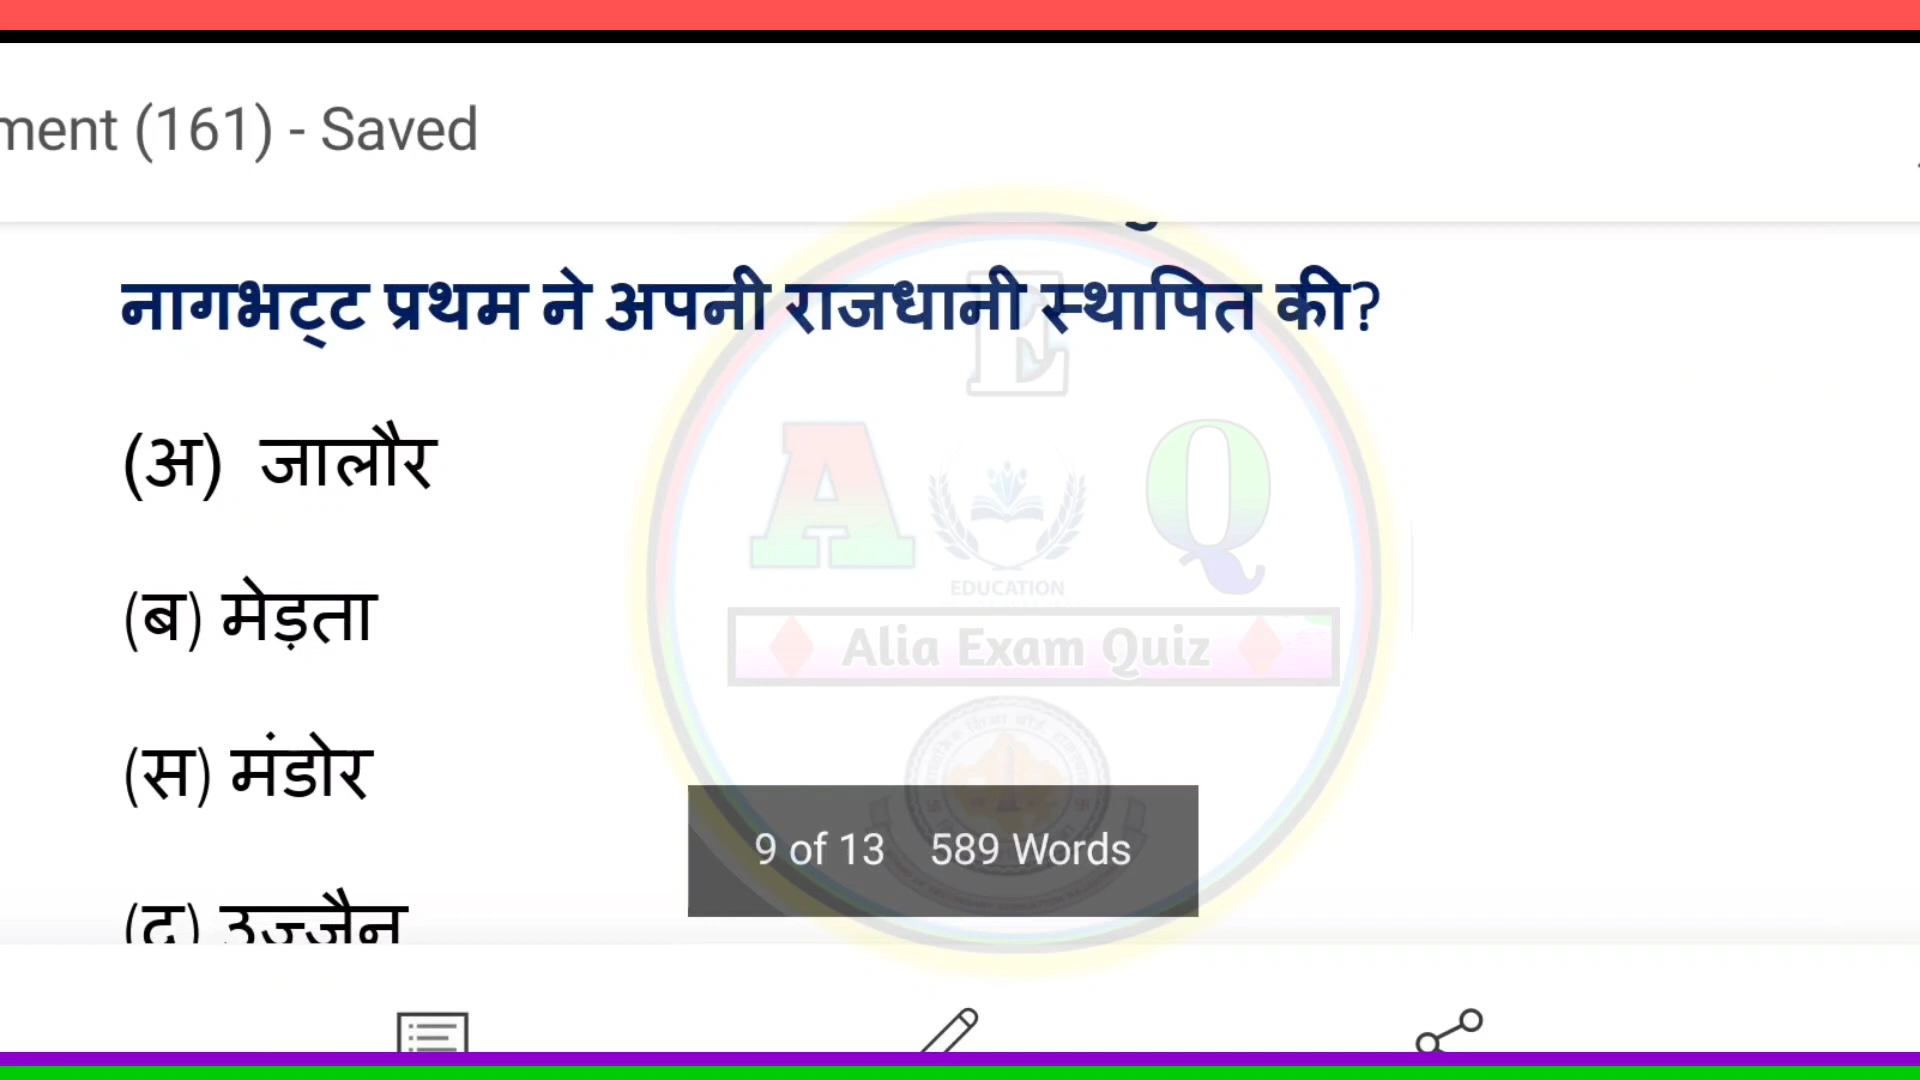 ment (161) - Saved
नागभट्ट प्रथम ने अपनी राजधानी स्थापित की?
(अ) जालौर
(ब) मेड़ता
(स) मंडोर
(द) उज्जैन
E
A Q
EDUCATION
Alia Exam Quiz
9 of 13 589 Words